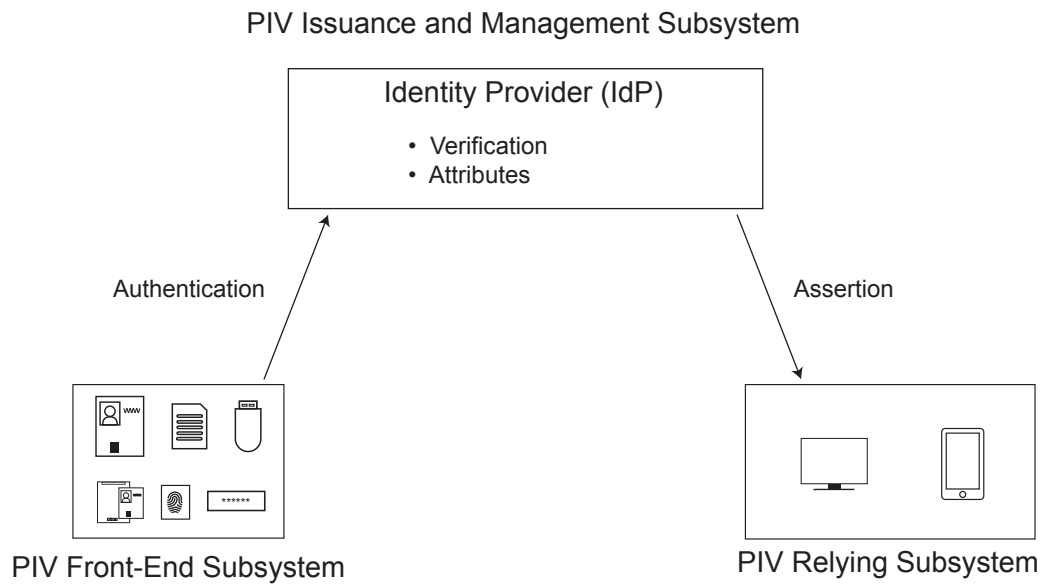 PIV Issuance and Management Subsystem
Identity Provider (IdP)
• Verification
• Attributes
Authentication
Assertion
******
PIV Front-End Subsystem
PIV Relying Subsystem